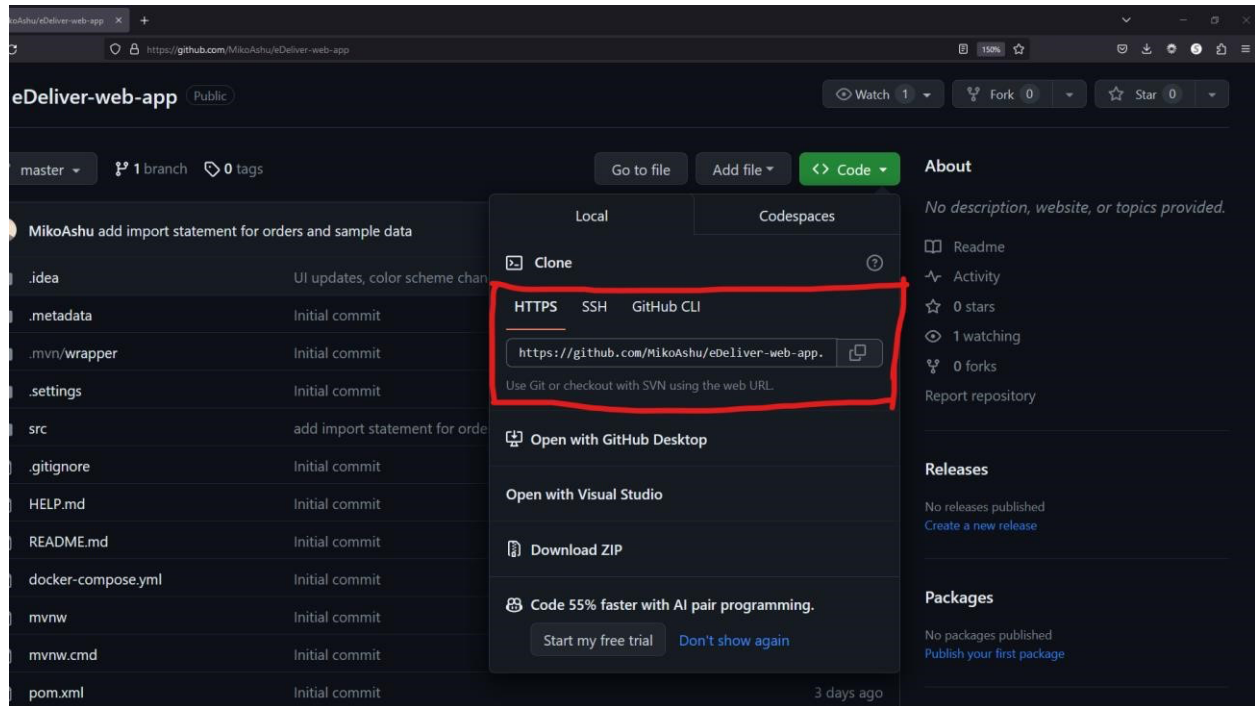 koAshu/eDeliver-web-app
https://github.com/MikoAshu/eDeliver-web-app
150%
eDeliver-web-app Public
Watch 1
Fork 0
Star 0
master
1 branch
0 tags
Go to file
Add file
<> Code
MikoAshu add import statement for orders and sample data
.idea UI updates, color scheme chan
.metadata Initial commit
.mvn/wrapper Initial commit
.settings Initial commit
src add import statement for orde
.gitignore Initial commit
HELP.md Initial commit
README.md Initial commit
docker-compose.yml Initial commit
mvnw Initial commit
mvnw.cmd Initial commit
pom.xml Initial commit 3 days ago
Local Codespaces
Clone
HTTPS SSH GitHub CLI
https://github.com/MikoAshu/eDeliver-web-app.
Use Git or checkout with SVN using the web URL.
Open with GitHub Desktop
Open with Visual Studio
Download ZIP
Code 55% faster with AI pair programming.
Start my free trial Don't show again
About
No description, website, or topics provided.
Readme
Activity
0 stars
1 watching
0 forks
Report repository
Releases
No releases published
Create a new release
Packages
No packages published
Publish your first package